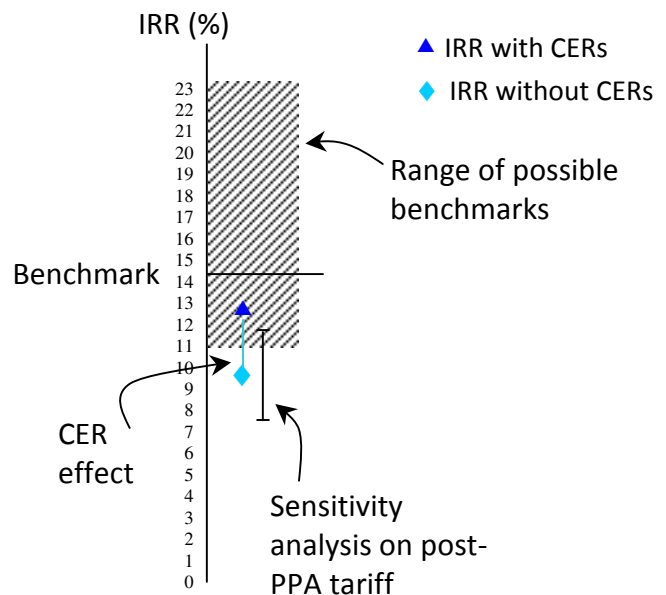 IRR (%)
IRR with CERs
IRR without CERs
23
22
21
20
19
18
17
16
15
14
13
12
11
10
9
8
7
6
5
4
3
2
1
0
Range of possible
benchmarks
Benchmark
CER
effect
Sensitivity
analysis on post-
PPA tariff